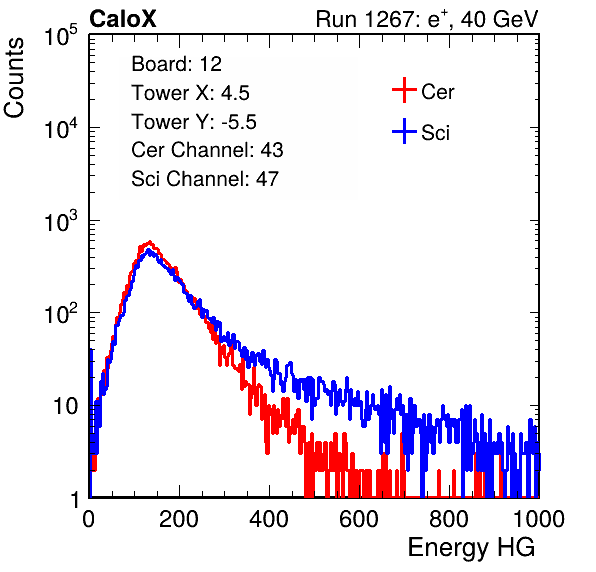 CaloX Run 1267: e⁺, 40 GeV
Board: 12
Tower X: 4.5
Tower Y: -5.5
Cer Channel: 43
Sci Channel: 47
Cer
Sci
Counts
10⁵
10⁴
10³
10²
10
1
0 200 400 600 800 1000
Energy HG